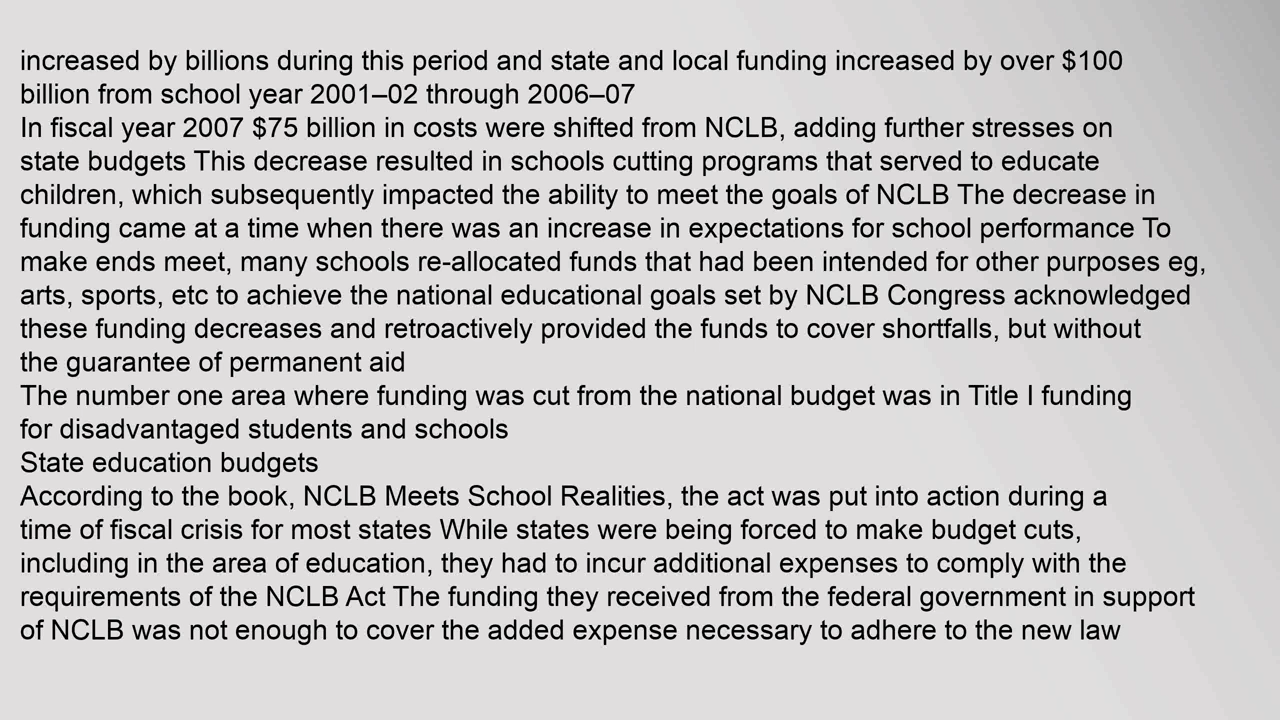 increased by billions during this period and state and local funding increased by over $100
billion from school year 2001–02 through 2006–07
In fiscal year 2007 $75 billion in costs were shifted from NCLB, adding further stresses on
state budgets This decrease resulted in schools cutting programs that served to educate
children, which subsequently impacted the ability to meet the goals of NCLB The decrease in
funding came at a time when there was an increase in expectations for school performance To
make ends meet, many schools re-allocated funds that had been intended for other purposes eg,
arts, sports, etc to achieve the national educational goals set by NCLB Congress acknowledged
these funding decreases and retroactively provided the funds to cover shortfalls, but without
the guarantee of permanent aid
The number one area where funding was cut from the national budget was in Title I funding
for disadvantaged students and schools
State education budgets
According to the book, NCLB Meets School Realities, the act was put into action during a
time of fiscal crisis for most states While states were being forced to make budget cuts,
including in the area of education, they had to incur additional expenses to comply with the
requirements of the NCLB Act The funding they received from the federal government in support
of NCLB was not enough to cover the added expense necessary to adhere to the new law